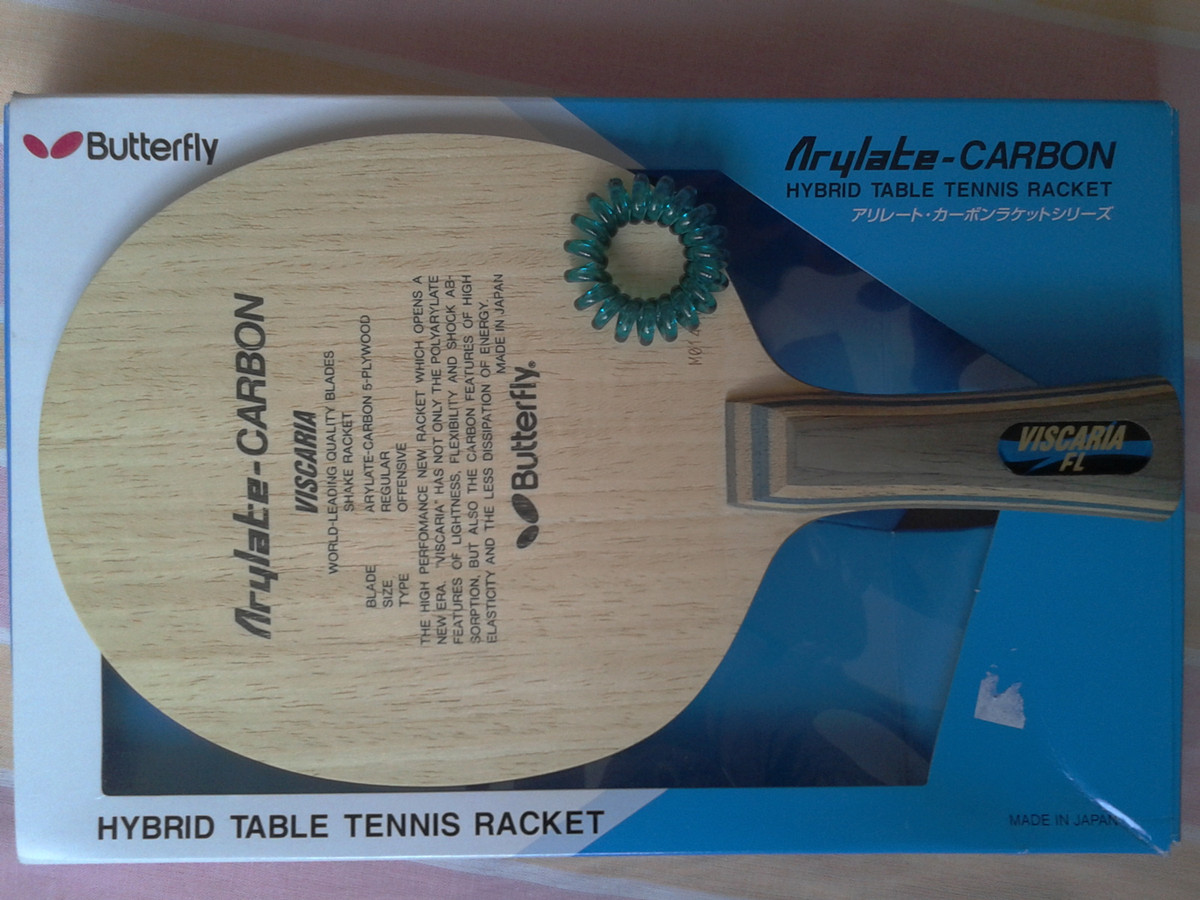 Butterfly
Arylate-CARBON
HYBRID TABLE TENNIS RACKET
アリレート・カーボンラケットシリーズ
Arylate-CARBON
VISCARIA
WORLD-LEADING QUALITY BLADES
SHAKE RACKET
BLADE ARYLATE-CARBON 5-PLYWOOD
SIZE REGULAR
TYPE OFFENSIVE
THE HIGH PERFOMANCE NEW RACKET WHICH OPENS A
NEW ERA. "VISCARIA" HAS NOT ONLY THE POLYARYLATE
FEATURES OF LIGHTNESS, FLEXIBILITY AND SHOCK AB-
SORPTION, BUT ALSO THE CARBON FEATURES OF HIGH
ELASTICITY AND THE LESS DISSIPATION OF ENERGY.
MADE IN JAPAN
Butterfly.
VISCARIA
FL
HYBRID TABLE TENNIS RACKET
MADE IN JAPAN